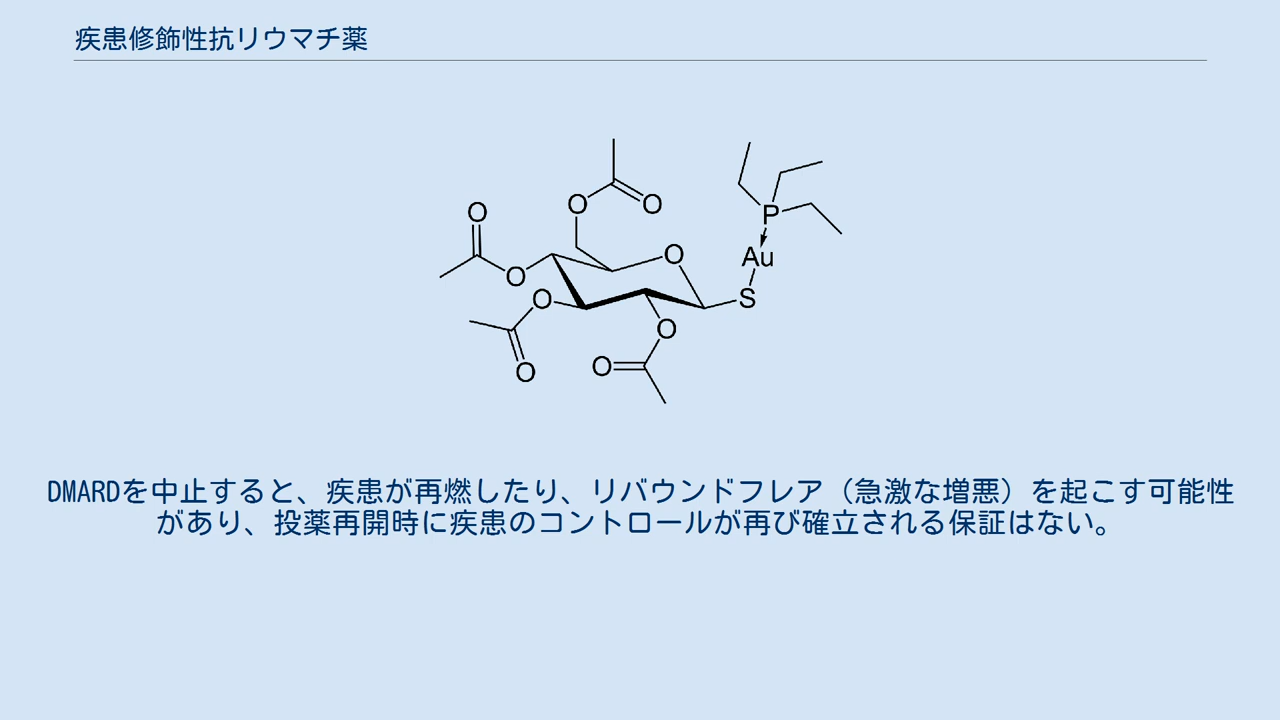 疾患修飾性抗リウマチ薬
O
O
O
P
O
O
Au
O
S
O
O
O
O
DMARDを中止すると、疾患が再燃したり、リバウンドフレア（急激な増悪）を起こす可能性
があり、投薬再開時に疾患のコントロールが再び確立される保証はない。